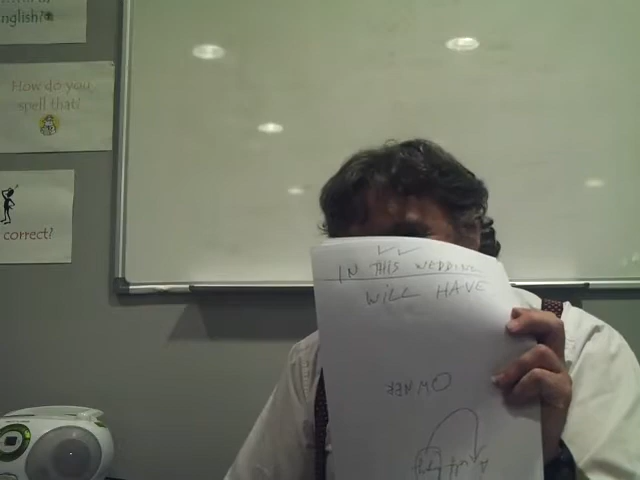 nglish?
How do you
spell that?
correct?
IN THIS WEDDING
WILL HAVE
OWNER